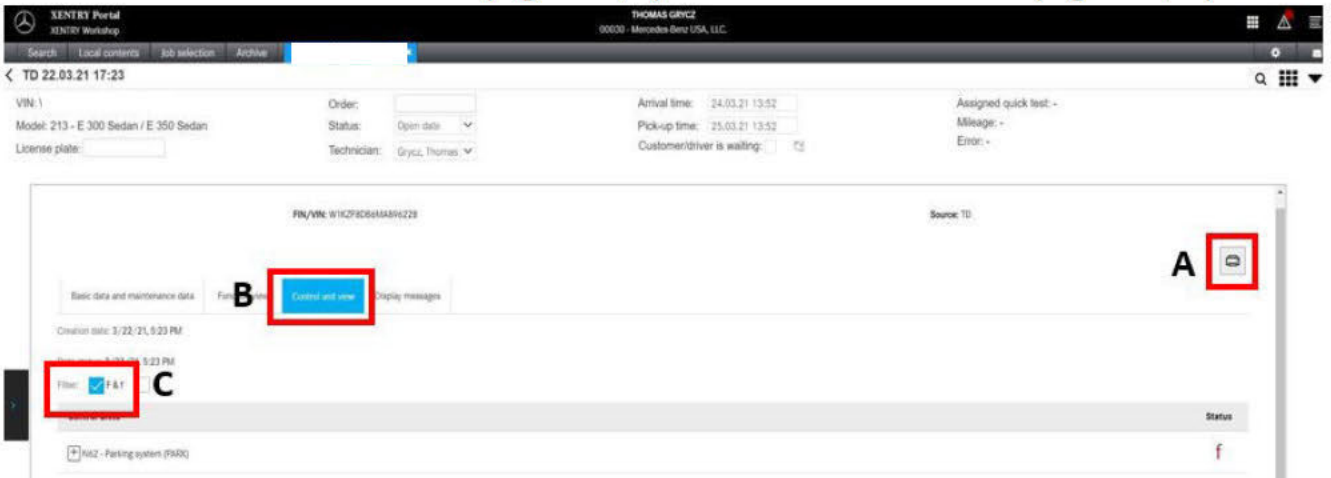 XENTRY Portal
XENTRY Workshop
THOMAS GRYCZ
00030 - Mercedes-Benz USA, LLC.
Search Local contents Job selection Archive
TD 22.03.21 17:23
VIN: \
Order:
Arrival time: 24.03.21 13:52
Assigned quick test: -
Model: 213 - E 300 Sedan / E 350 Sedan
Status: Open date
Pick-up time: 25.03.21 13:52
Mileage: -
License plate:
Technician: Grycz, Thomas
Customer/driver is waiting:
Error: -
FIN/VIN:
Source: TD
A
B
Basic data and maintenance data
Control unit view
Display messages
Creation date: 3/22/21, 5:23 PM
5:23 PM
Filter: F & f
C
Status
N62 - Parking system (PARK)
f